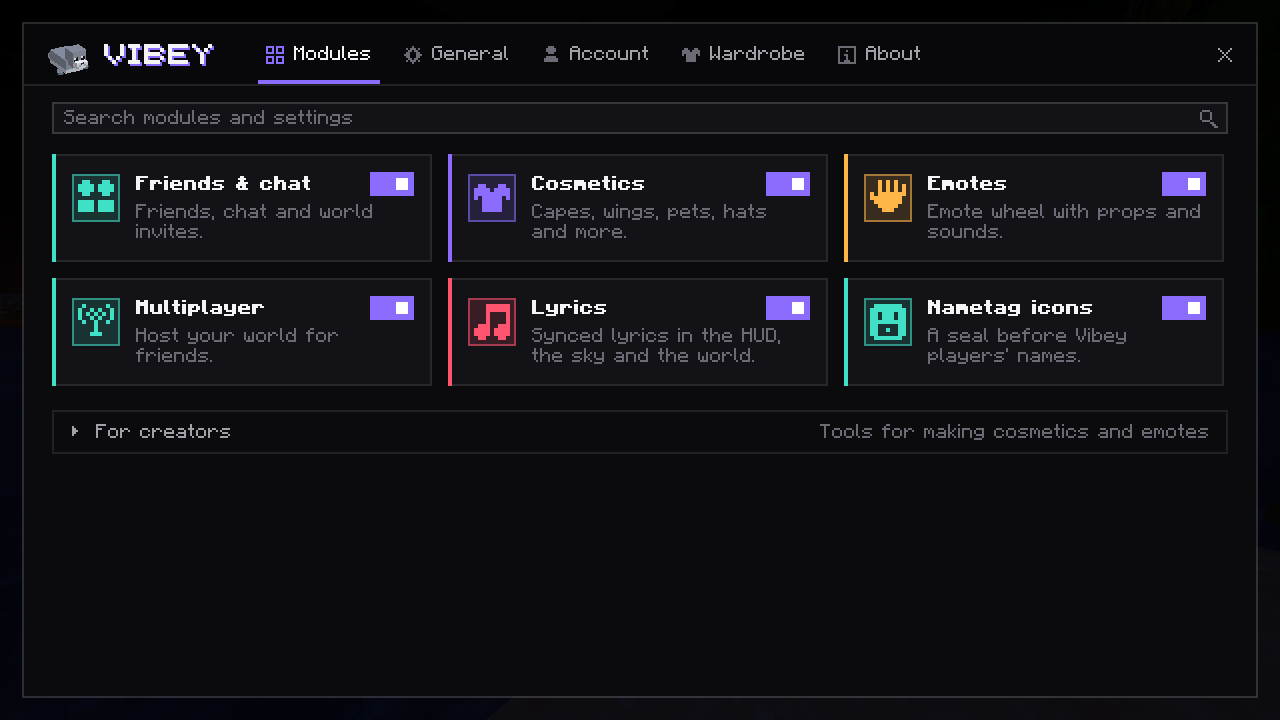 VIBEY
Modules
General
Account
Wardrobe
About
Search modules and settings
Friends & chat
Friends, chat and world
invites.
Cosmetics
Capes, wings, pets, hats
and more.
Emotes
Emote wheel with props and
sounds.
Multiplayer
Host your world for
friends.
Lyrics
Synced lyrics in the HUD,
the sky and the world.
Nametag icons
A seal before Vibey
players' names.
For creators
Tools for making cosmetics and emotes